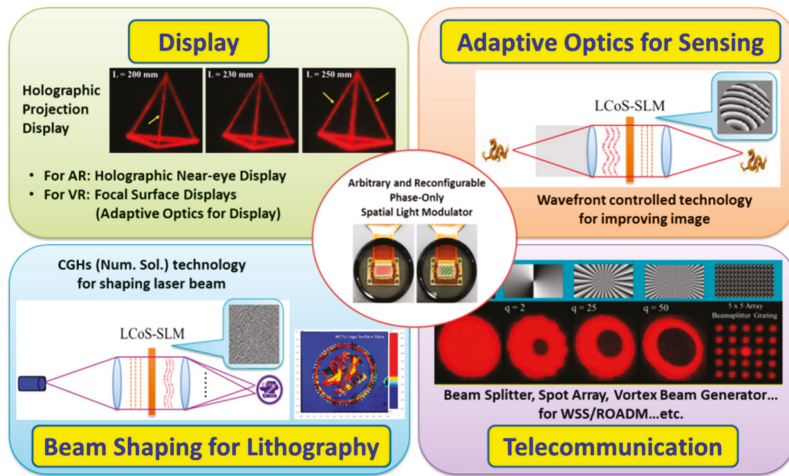 Display
L = 200 mm
L = 230 mm
L = 250 mm
Holographic
Projection
Display
• For AR: Holographic Near-eye Display
• For VR: Focal Surface Displays
(Adaptive Optics for Display)
Adaptive Optics for Sensing
LCoS-SLM
Wavefront controlled technology
for improving image
Arbitrary and Reconfigurable
Phase-Only
Spatial Light Modulator
CGHs (Num. Sol.) technology
for shaping laser beam
LCoS-SLM
NCTU Logo Surface Data
Beam Shaping for Lithography
5 x 5 Array
Beamsplitter Grating
q = 2
q = 25
q = 50
Beam Splitter, Spot Array, Vortex Beam Generator...
for WSS/ROADM...etc.
Telecommunication